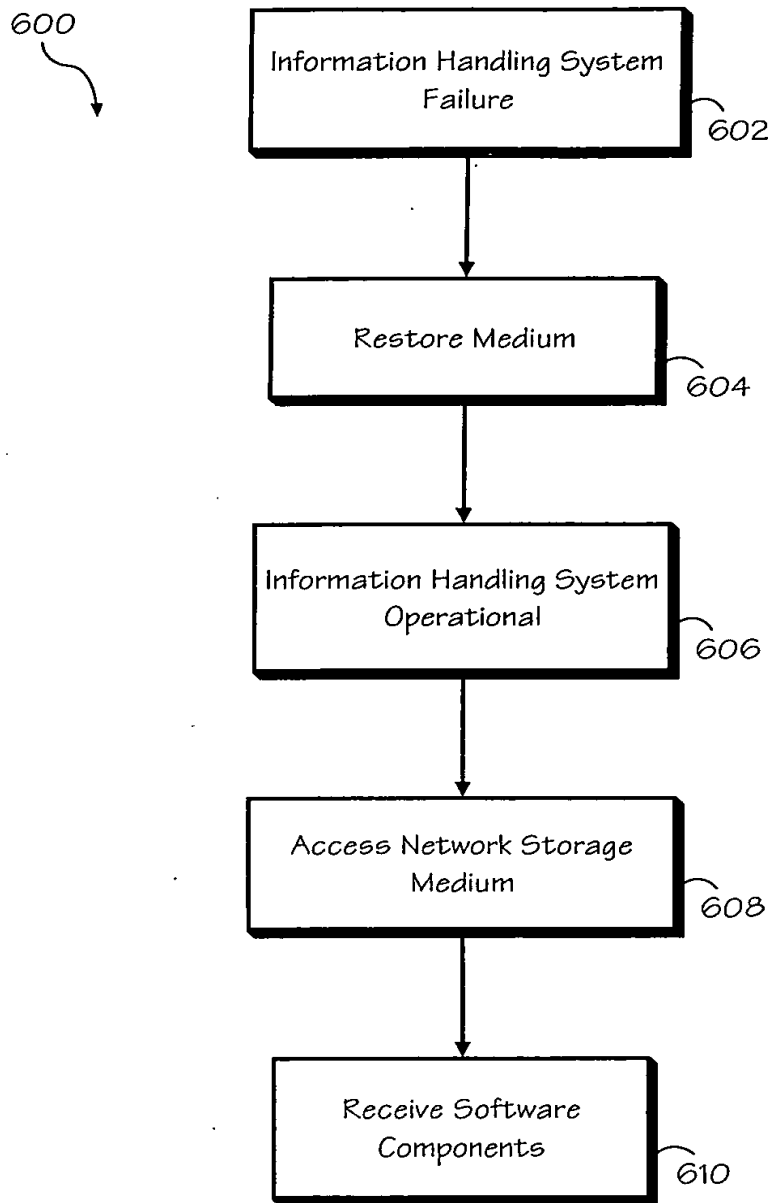 600
Information Handling System
Failure
602
Restore Medium
604
Information Handling System
Operational
606
Access Network Storage
Medium
608
Receive Software
Components
610